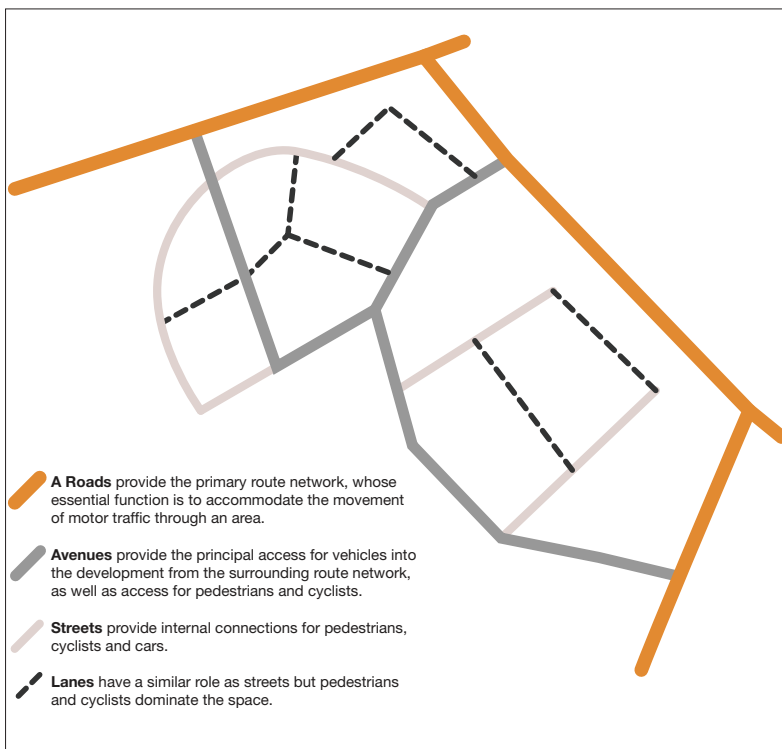 A Roads provide the primary route network, whose
essential function is to accommodate the movement
of motor traffic through an area.
Avenues provide the principal access for vehicles into
the development from the surrounding route network,
as well as access for pedestrians and cyclists.
Streets provide internal connections for pedestrians,
cyclists and cars.
Lanes have a similar role as streets but pedestrians
and cyclists dominate the space.